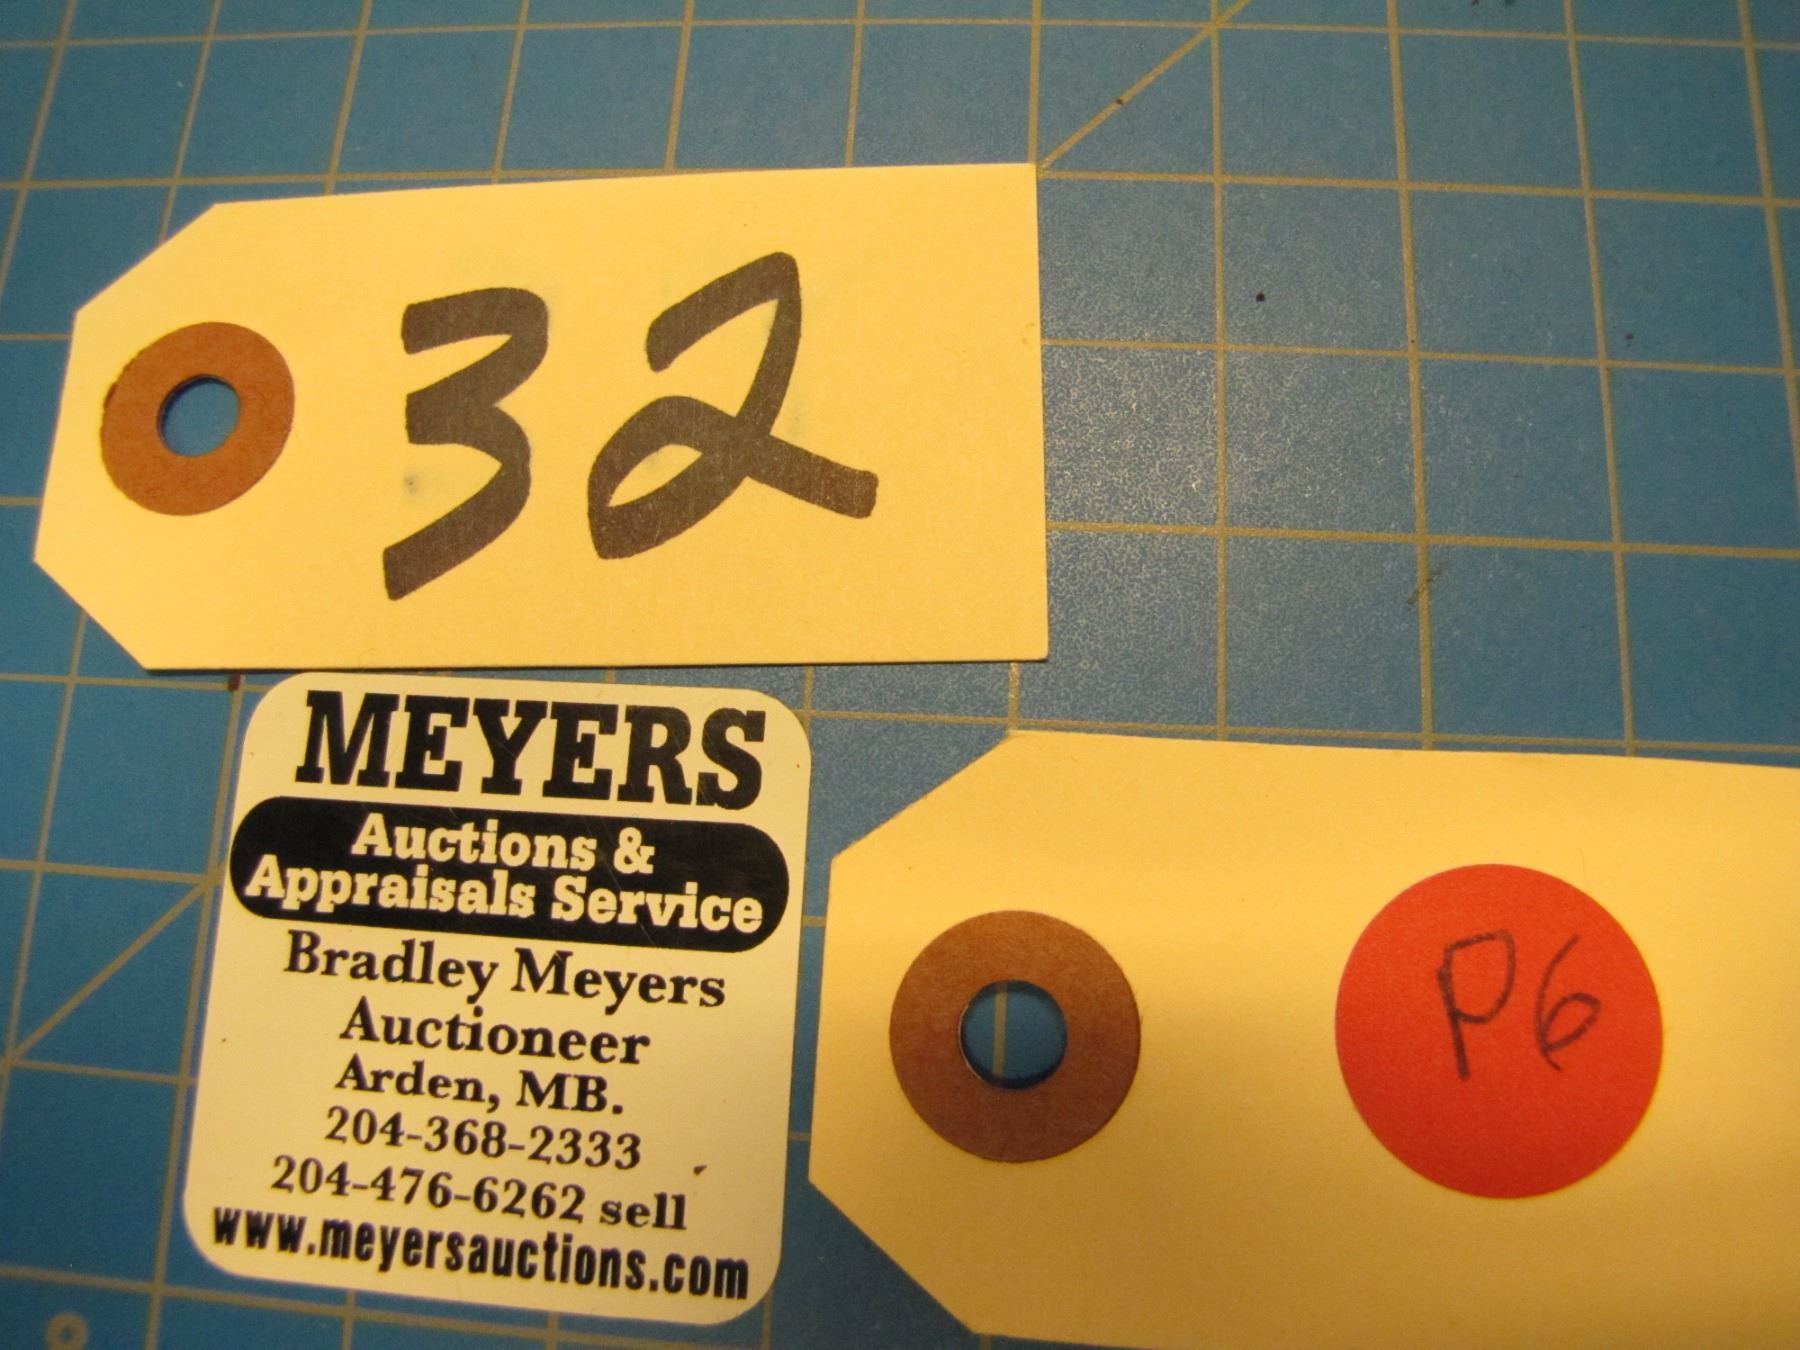 32
MEYERS
Auctions &
Appraisals Service
Bradley Meyers
Auctioneer
Arden, MB.
204-368-2333
204-476-6262 sell
www.meyersauctions.com
P6